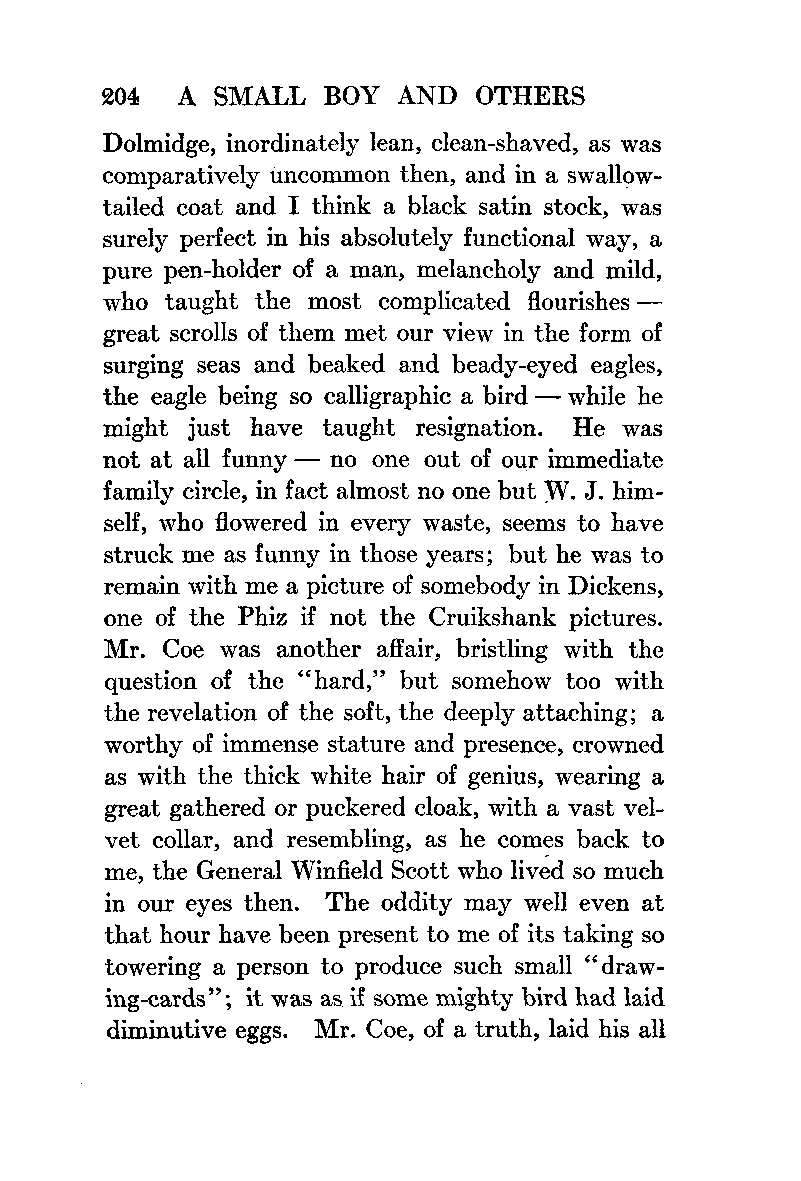 204 A SMALL BOY AND OTHERS
Dolmidge, inordinately lean, clean-shaved, as was
comparatively uncommon then, and in a swallow-
tailed coat and I think a black satin stock, was
surely perfect in his absolutely functional way, a
pure pen-holder of a man, melancholy and mild,
who taught the most complicated flourishes —
great scrolls of them met our view in the form of
surging seas and beaked and beady-eyed eagles,
the eagle being so calligraphic a bird — while he
might just have taught resignation. He was
not at all funny — no one out of our immediate
family circle, in fact almost no one but W. J. him-
self, who flowered in every waste, seems to have
struck me as funny in those years; but he was to
remain with me a picture of somebody in Dickens,
one of the Phiz if not the Cruikshank pictures.
Mr. Coe was another affair, bristling with the
question of the “hard,” but somehow too with
the revelation of the soft, the deeply attaching; a
worthy of immense stature and presence, crowned
as with the thick white hair of genius, wearing a
great gathered or puckered cloak, with a vast vel-
vet collar, and resembling, as he comes back to
me, the General Winfield Scott who lived so much
in our eyes then. The oddity may well even at
that hour have been present to me of its taking so
towering a person to produce such small “draw-
ing-cards”; it was as if some mighty bird had laid
diminutive eggs. Mr. Coe, of a truth, laid his all